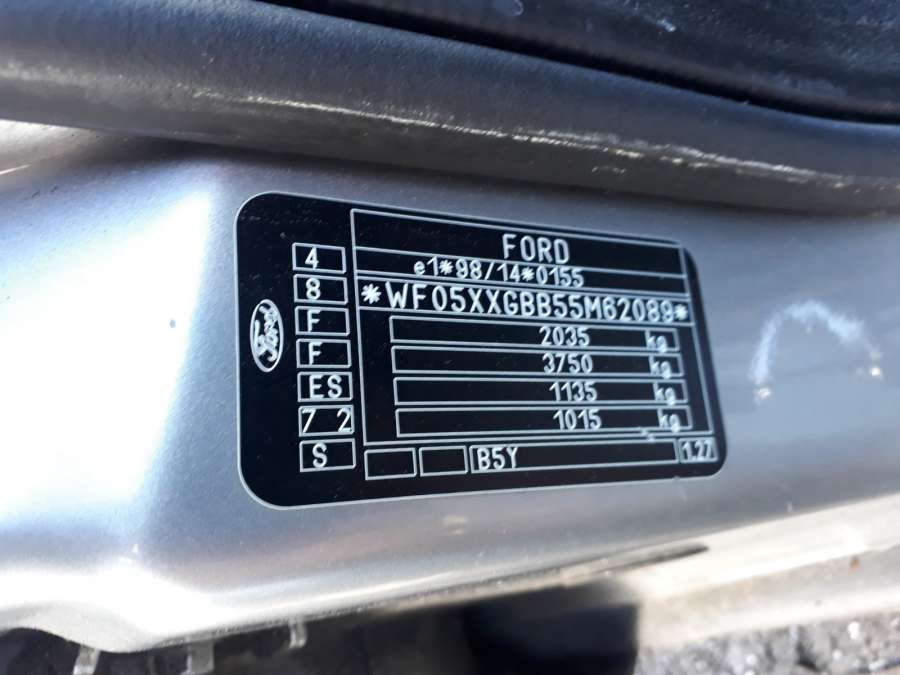 FORD
e1*98/14*0155
*WF05XXGBB55M62089*
2035 kg
3750 kg
1135 kg
1015 kg
4
8
F
F
ES
7 2
S
Ford
B5Y
1.27